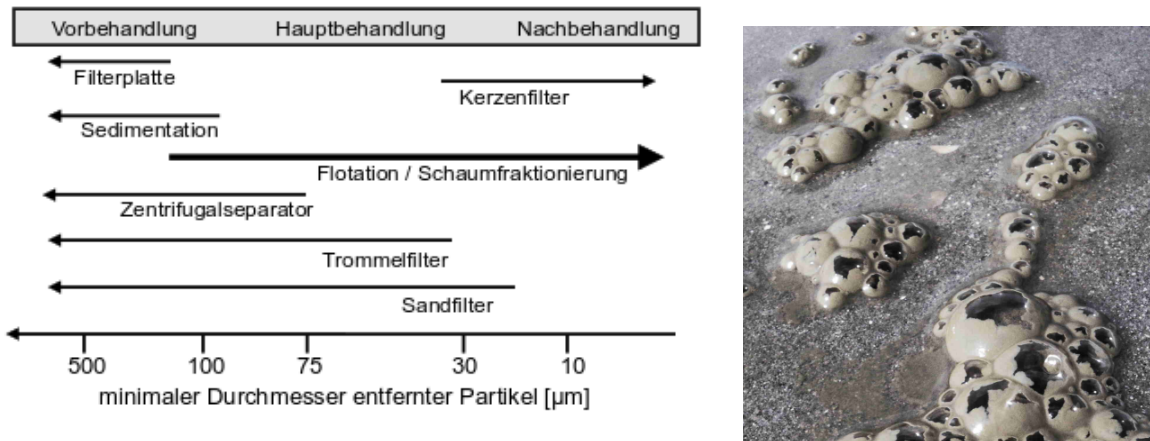 Vorbehandlung Hauptbehandlung Nachbehandlung
Filterplatte
Kerzenfilter
Sedimentation
Flotation / Schaumfraktionierung
Zentrifugalseparator
Trommelfilter
Sandfilter
500 100 75 30 10
minimaler Durchmesser entfernter Partikel [µm]